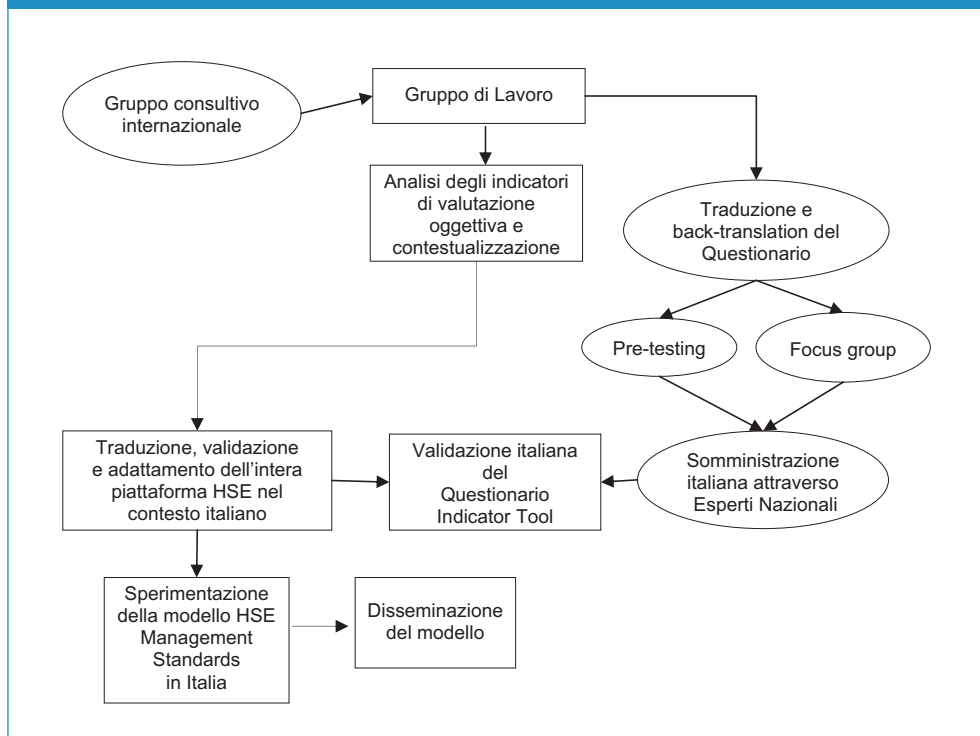 Gruppo consultivo
internazionale
Gruppo di Lavoro
Analisi degli indicatori
di valutazione
oggettiva e
contestualizzazione
Traduzione e
back-translation del
Questionario
Pre-testing
Focus group
Traduzione, validazione
e adattamento dell'intera
piattaforma HSE nel
contesto italiano
Validazione italiana
del
Questionario
Indicator Tool
Somministrazione
italiana attraverso
Esperti Nazionali
Sperimentazione
della modello HSE
Management
Standards
in Italia
Disseminazione
del modello